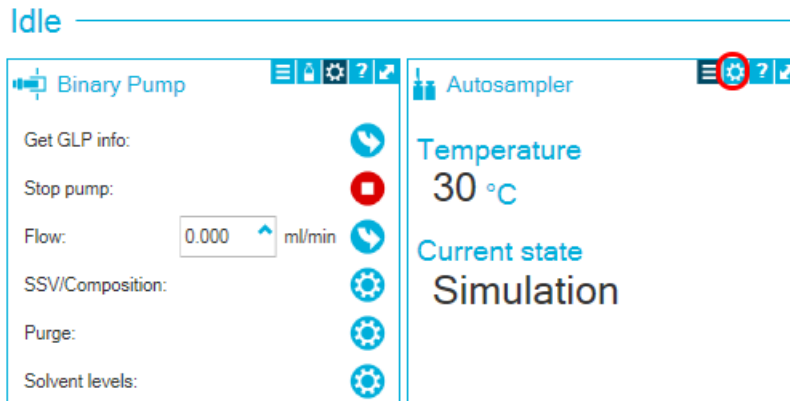 Idle
Binary Pump
?
Get GLP info:
Stop pump:
Flow: 0.000 ml/min
SSV/Composition:
Purge:
Solvent levels:
Autosampler
?
Temperature
30 °C
Current state
Simulation